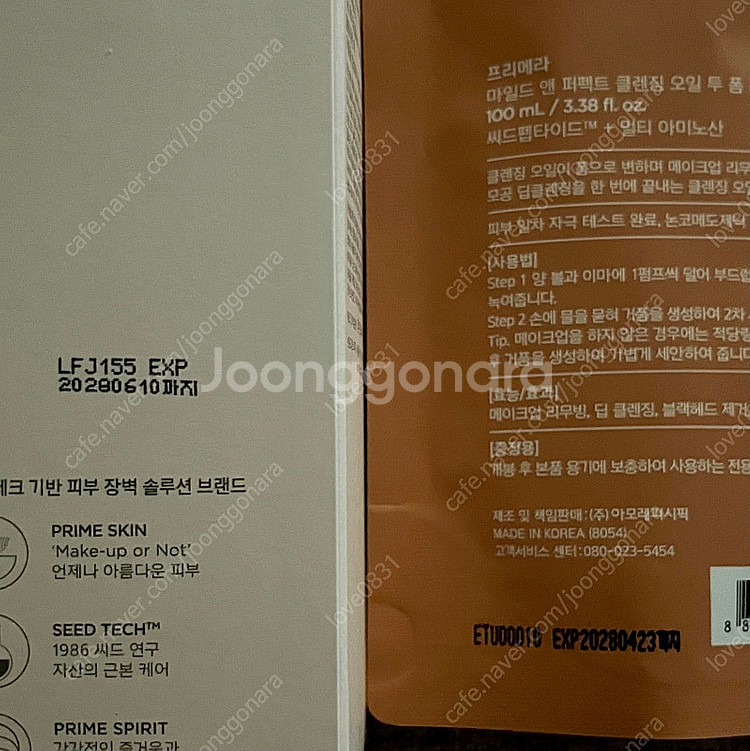 LFJ155 EXP
20280610까지
테크 기반 피부 장벽 솔루션 브랜드
PRIME SKIN
'Make-up or Not'
언제나 아름다운 피부
SEED TECH™
1986 씨드 연구
자산의 근본 케어
PRIME SPIRIT
감각적인 즐거움과
프리메라
마일드 앤 퍼펙트 클렌징 오일 투 폼
100 mL / 3.38 fl. oz.
씨드펩타이드™ + 멀티 아미노산
클렌징 오일이 폼으로 변하며 메이크업 리무
모공 딥클렌징을 한 번에 끝내는 클렌징 오일
피부 일차 자극 테스트 완료, 논코메도제닉
[사용법]
Step 1 양 볼과 이마에 1펌프씩 덜어 부드럽
녹여줍니다.
Step 2 손에 물을 묻혀 거품을 생성하여 2차
Tip. 메이크업을 하지 않은 경우에는 적당량
후 거품을 생성하여 가볍게 세안하여 줍니다
[효능/효과]
메이크업 리무빙, 딥 클렌징, 블랙헤드 제거
[충전용]
개봉 후 본품 용기에 보충하여 사용하는 전용
제조 및 책임판매 : (주)아모레퍼시픽
MADE IN KOREA (8054)
고객서비스 센터 : 080-023-5454
ETU00018 EXP20280423까지
8 8
Joonggonara
cafe.naver.com/joonggonara
love0831